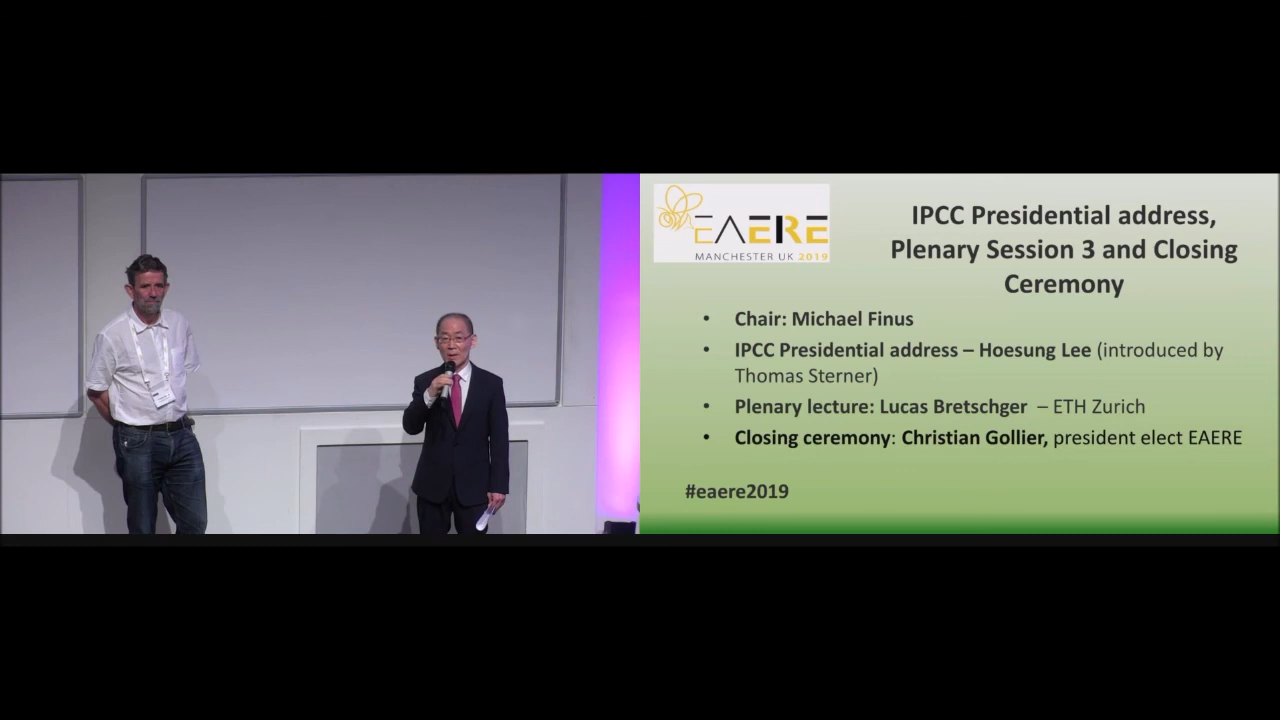 EAERE
MANCHESTER UK 2019
IPCC Presidential address,
Plenary Session 3 and Closing
Ceremony
• Chair: Michael Finus
• IPCC Presidential address – Hoesung Lee (introduced by
Thomas Sterner)
• Plenary lecture: Lucas Bretschger – ETH Zurich
• Closing ceremony: Christian Gollier, president elect EAERE
#eaere2019